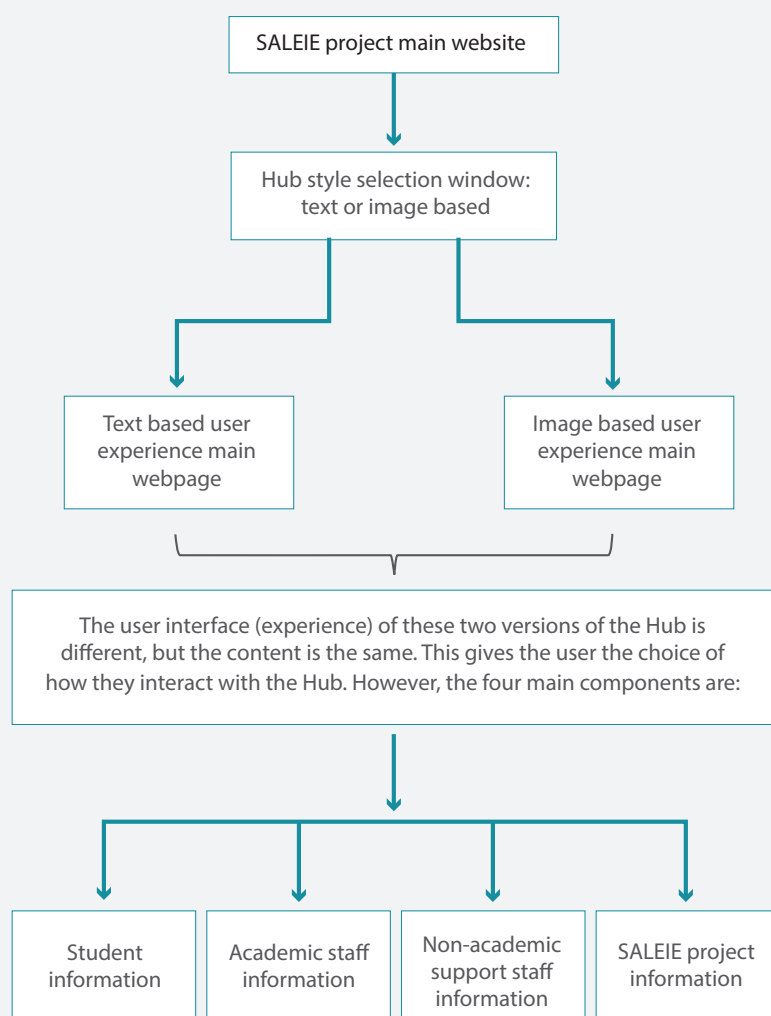 SALEIE project main website
Hub style selection window:
text or image based
Text based user
experience main
webpage
Image based user
experience main
webpage
The user interface (experience) of these two versions of the Hub is
different, but the content is the same. This gives the user the choice of
how they interact with the Hub. However, the four main components are:
Student
information
Academic staff
information
Non-academic
support staff
information
SALEIE project
information